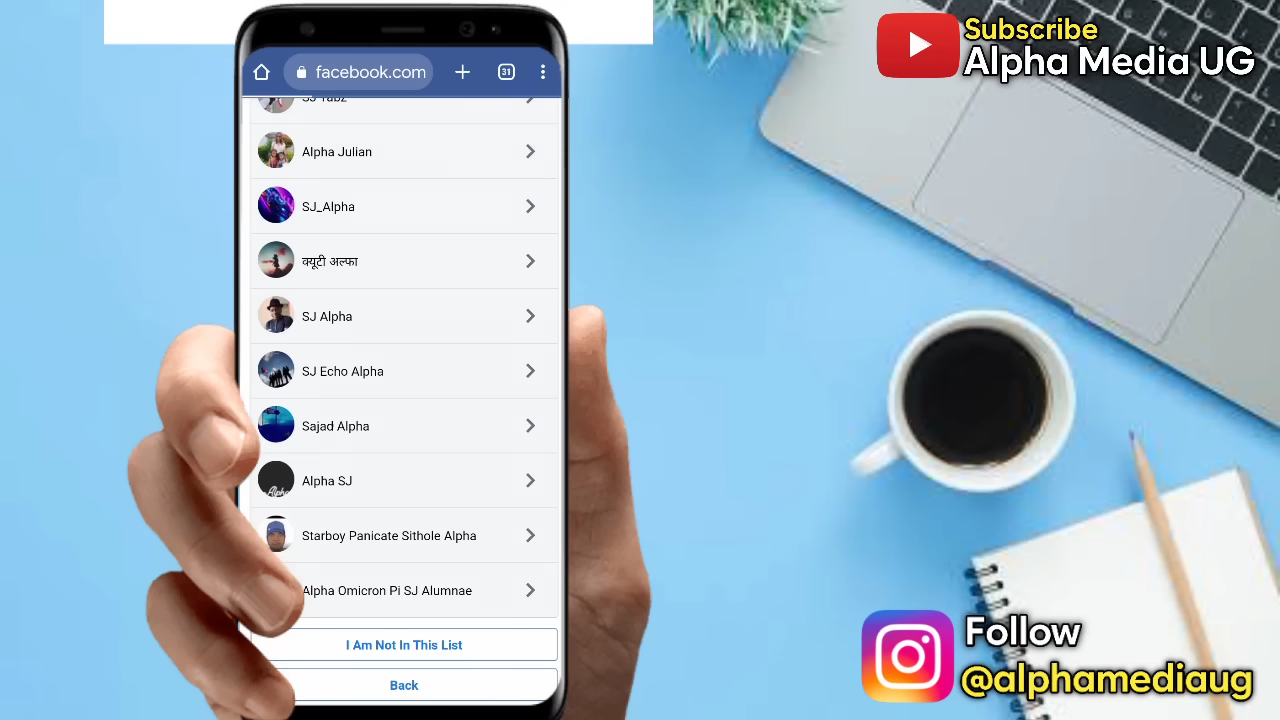 Subscribe
Alpha Media UG
facebook.com
31
SJ Tabz
Alpha Julian
SJ_Alpha
क्यूटी अल्फा
SJ Alpha
SJ Echo Alpha
Sajad Alpha
Alpha SJ
Starboy Panicate Sithole Alpha
Alpha Omicron Pi SJ Alumnae
I Am Not In This List
Back
Follow
@alphamediaug